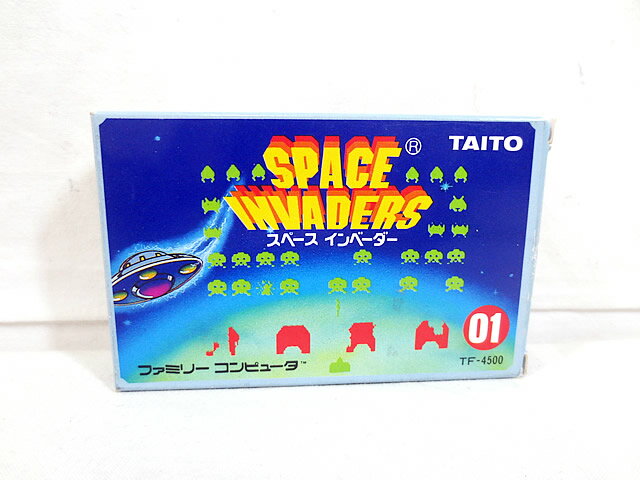 SPACE ®
TAITO
INVADERS
スペース インベーダー
01
ファミリー コンピュータ™
TF-4500